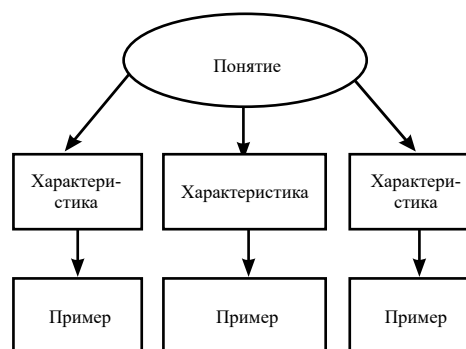 Понятие
Характери-
стика
Характеристика
Характери-
стика
Пример
Пример
Пример